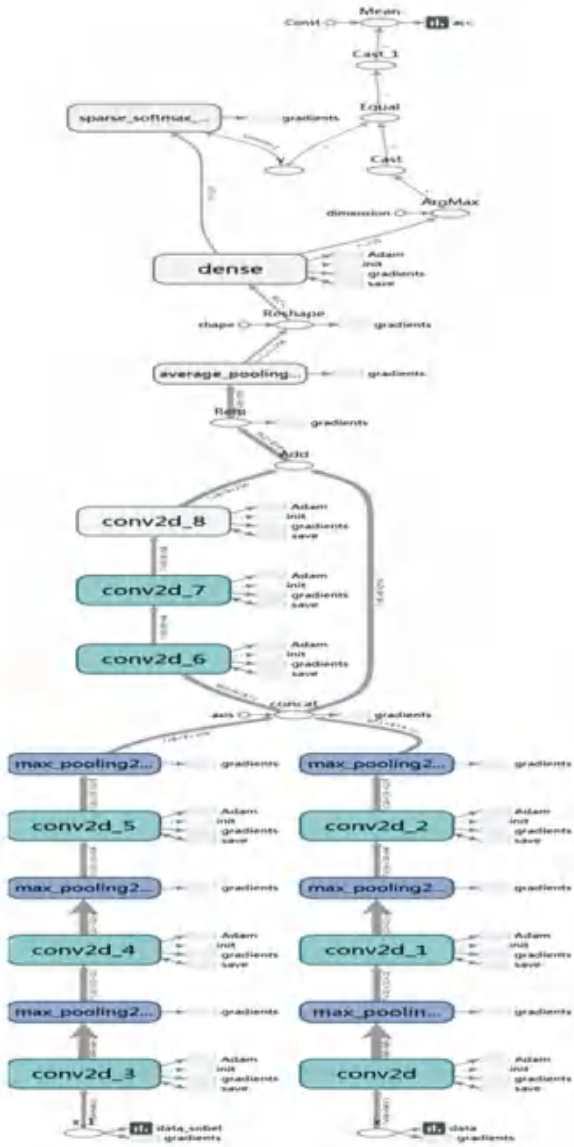 Mean
Const
acc
Cast_1
Equal
sparse_softmax_...
gradients
Cast
ArgMax
dimension
dense
Adam
init
gradients
save
Reshape
shape
gradients
average_pooling...
gradients
Relu
gradients
Add
conv2d_8
Adam
init
gradients
save
conv2d_7
Adam
init
gradients
save
conv2d_6
Adam
init
gradients
save
concat
axis
gradients
max_pooling2...
gradients
max_pooling2...
gradients
conv2d_5
Adam
init
gradients
save
conv2d_2
Adam
init
gradients
save
max_pooling2...
gradients
max_pooling2...
gradients
conv2d_4
Adam
init
gradients
save
conv2d_1
Adam
init
gradients
save
max_pooling2...
gradients
max_poolin...
gradients
conv2d_3
Adam
init
gradients
save
conv2d
Adam
init
gradients
save
data_sobel
gradients
data
gradients